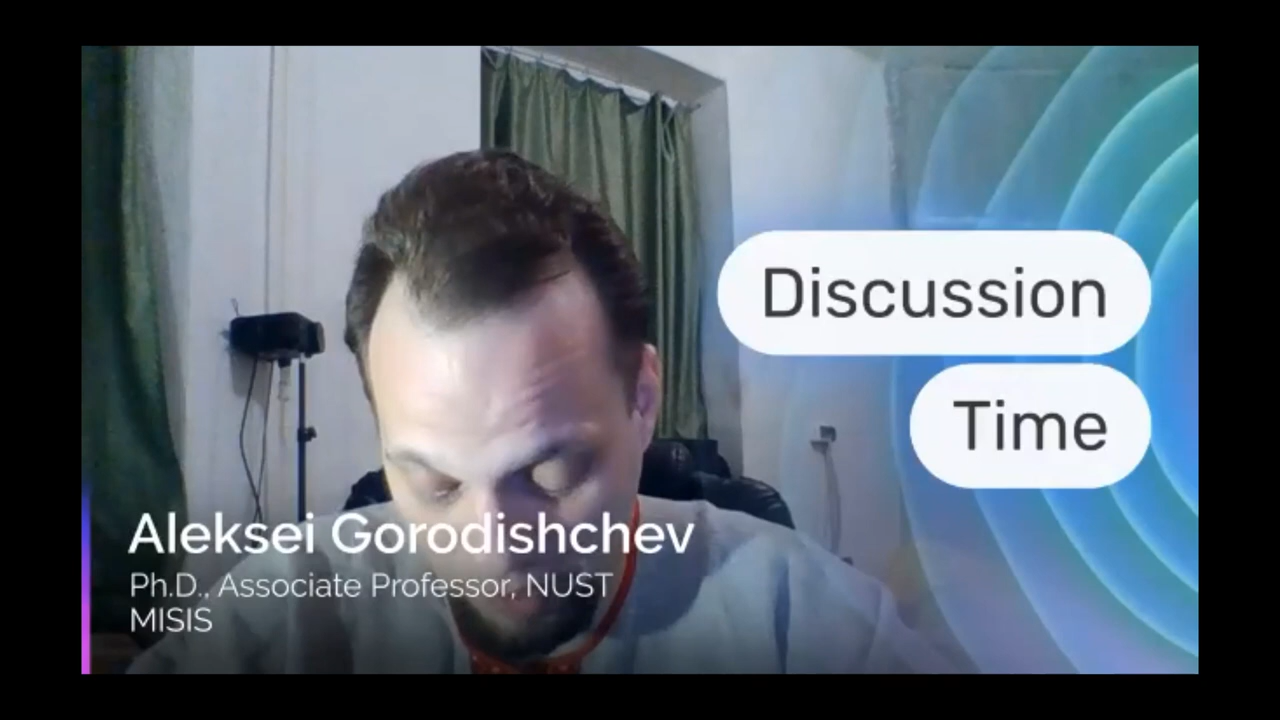 Discussion
Time
Aleksei Gorodishchev
Ph.D., Associate Professor, NUST
MISIS